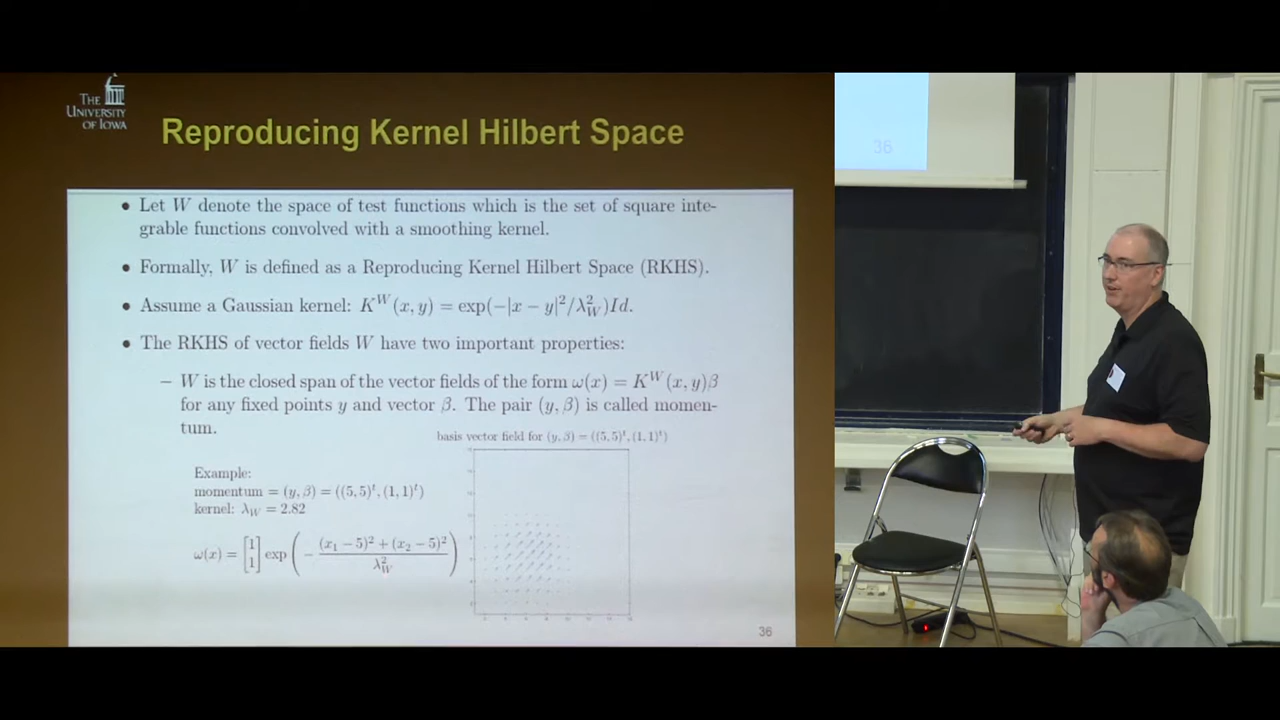 THE
UNIVERSITY
OF IOWA
Reproducing Kernel Hilbert Space
• Let W denote the space of test functions which is the set of square inte-
grable functions convolved with a smoothing kernel.
• Formally, W is defined as a Reproducing Kernel Hilbert Space (RKHS).
• Assume a Gaussian kernel: K^W(x, y) = exp(−|x − y|²/λ²_W)Id.
• The RKHS of vector fields W have two important properties:
– W is the closed span of the vector fields of the form ω(x) = K^W(x, y)β
for any fixed points y and vector β. The pair (y, β) is called momen-
tum.
basis vector field for (y, β) = ((5, 5)^t, (1, 1)^t)
Example:
momentum = (y, β) = ((5, 5)^t, (1, 1)^t)
kernel: λ_W = 2.82
ω(x) = [1 1] exp(− (x₁ − 5)² + (x₂ − 5)² / λ²_W)
36
36